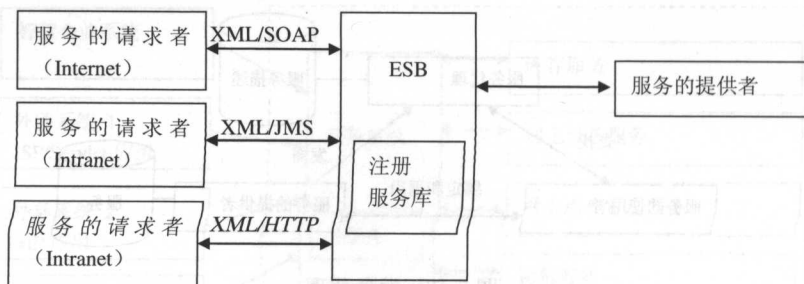 服务的请求者
(Internet)
XML/SOAP
ESB
服务的提供者
服务的请求者
(Intranet)
XML/JMS
注册
服务库
服务的请求者
(Intranet)
XML/HTTP